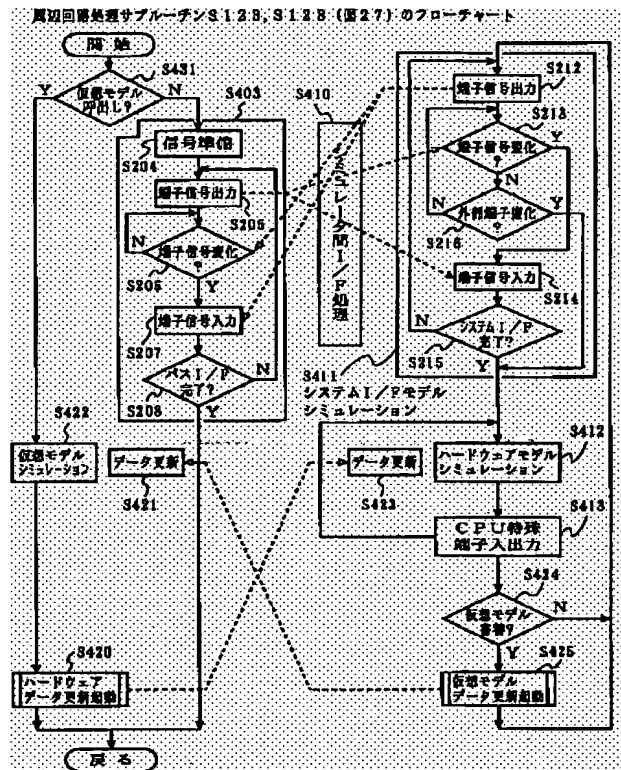 周辺回路処理サブルーチンS123,S128(図27)のフローチャート
開始
S431
仮想モデル
呼出し?
Y
N
S403
S204
信号準備
端子信号出力
S205
端子信号変化
?
N
S206
Y
端子信号入力
S207
バスI/F
完了?
N
S208
Y
S422
仮想モデル
シミュレーション
データ更新
S421
S420
ハードウェア
データ更新起動
戻る
S410
シミュレータ間I/F処理
S212
端子信号出力
S213
端子信号変化
?
Y
N
外部端子変化
?
Y
N
S216
端子信号入力
S214
N
システムI/F
完了?
S215
Y
S411
システムI/Fモデル
シミュレーション
S412
ハードウェアモデル
シミュレーション
データ更新
S423
S413
CPU特殊
端子入出力
S424
仮想モデル
書替?
N
Y
S425
仮想モデル
データ更新起動